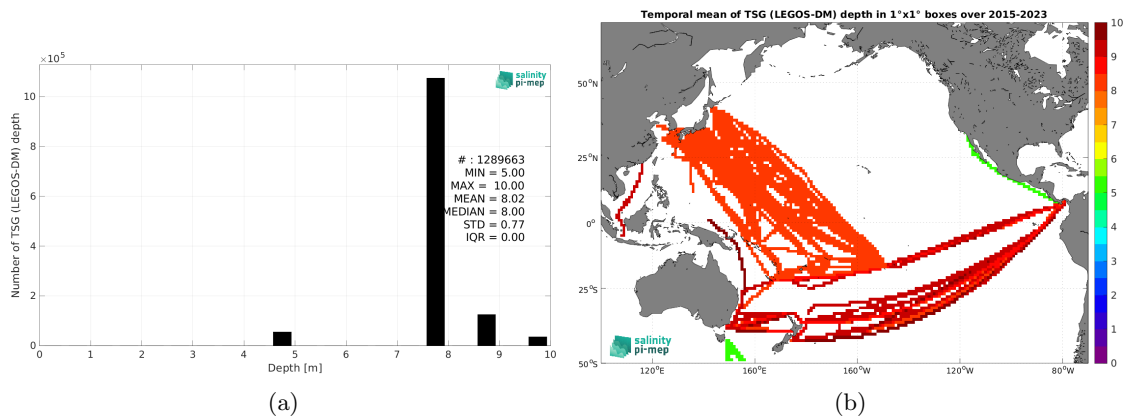 ×10⁵
10
8
6
4
2
0
Number of TSG (LEGOS-DM) depth
salinity
pi-mep
# : 1289663
MIN = 5.00
MAX = 10.00
MEAN = 8.02
MEDIAN = 8.00
STD = 0.77
IQR = 0.00
0 1 2 3 4 5 6 7 8 9 10
Depth [m]
(a)
Temporal mean of TSG (LEGOS-DM) depth in 1°x1° boxes over 2015-2023
50°N
25°N
0°
25°S
50°S
salinity
pi-mep
120°E 160°E 160°W 120°W 80°W
10
9
8
7
6
5
4
3
2
1
0
(b)